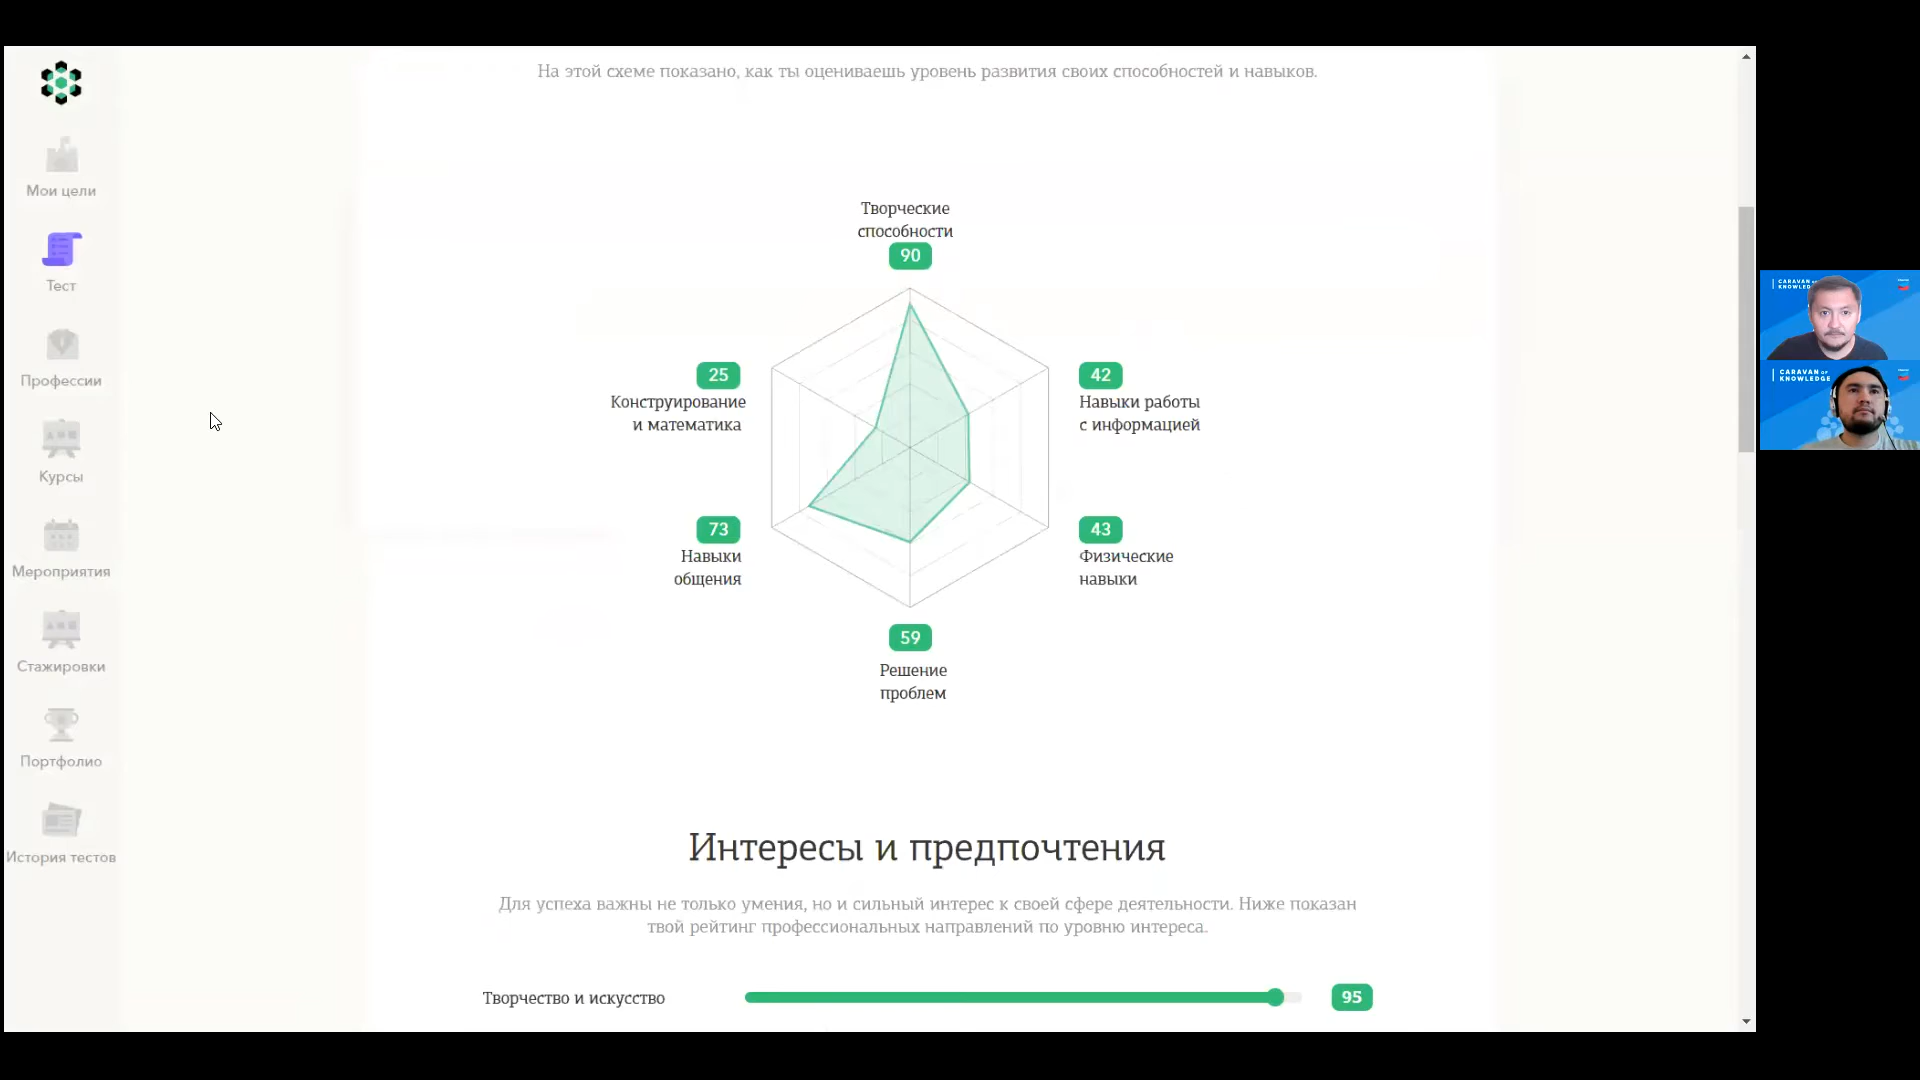 На этой схеме показано, как ты оцениваешь уровень развития своих способностей и навыков.
Мои цели
Тест
Профессии
Курсы
Мероприятия
Стажировки
Портфолио
История тестов
Творческие
способности
90
25
Конструирование
и математика
42
Навыки работы
с информацией
73
Навыки
общения
43
Физические
навыки
59
Решение
проблем
Интересы и предпочтения
Для успеха важны не только умения, но и сильный интерес к своей сфере деятельности. Ниже показан
твой рейтинг профессиональных направлений по уровню интереса.
Творчество и искусство
95
CARAVAN OF
KNOWLEDGE